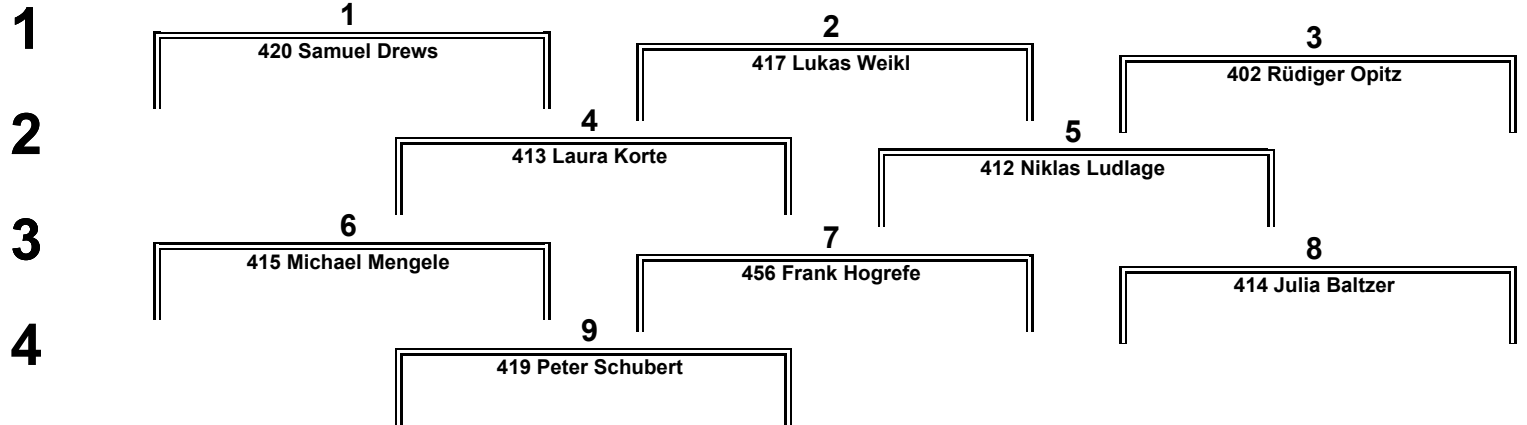 1
1
420 Samuel Drews
2
417 Lukas Weikl
3
402 Rüdiger Opitz
2
4
413 Laura Korte
5
412 Niklas Ludlage
3
6
415 Michael Mengele
7
456 Frank Hogrefe
8
414 Julia Baltzer
4
9
419 Peter Schubert